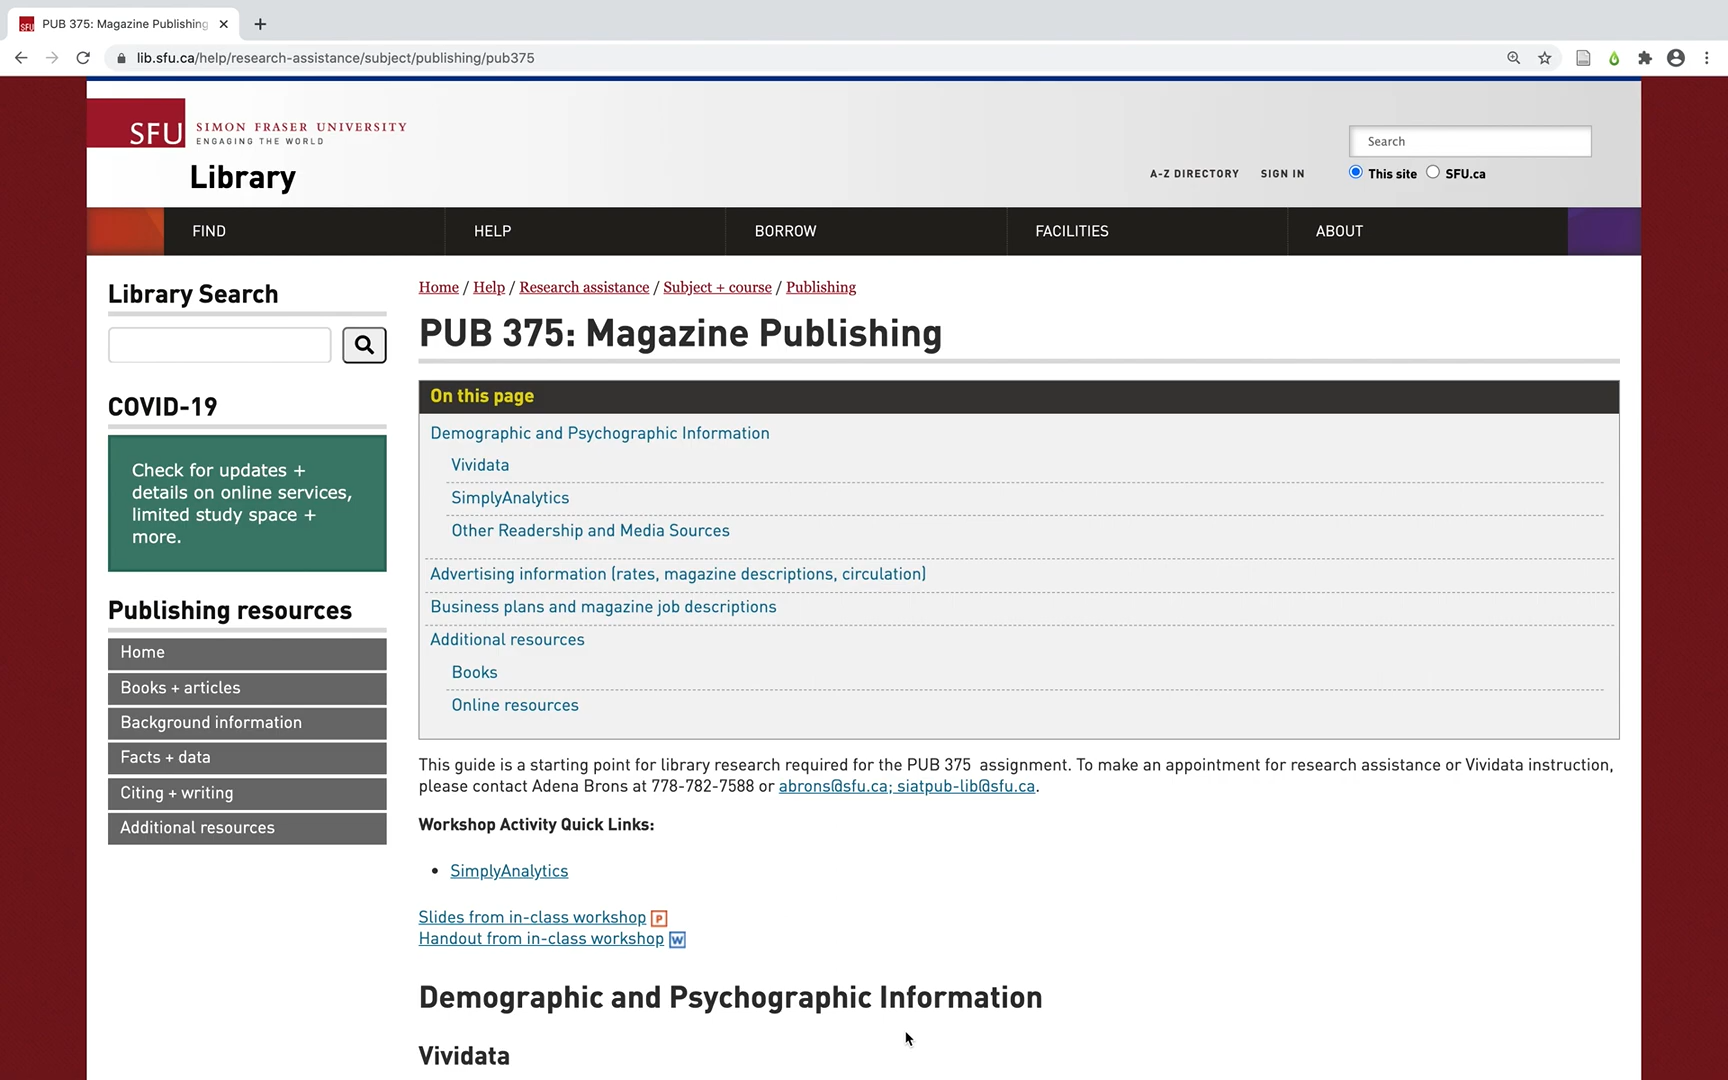 SFU
PUB 375: Magazine Publishing
lib.sfu.ca/help/research-assistance/subject/publishing/pub375
SFU
SIMON FRASER UNIVERSITY
ENGAGING THE WORLD
Library
A-Z DIRECTORY
SIGN IN
Search
This site
SFU.ca
FIND
HELP
BORROW
FACILITIES
ABOUT
Library Search
COVID-19
Check for updates +
details on online services,
limited study space +
more.
Publishing resources
Home
Books + articles
Background information
Facts + data
Citing + writing
Additional resources
Home / Help / Research assistance / Subject + course / Publishing
PUB 375: Magazine Publishing
On this page
Demographic and Psychographic Information
Vividata
SimplyAnalytics
Other Readership and Media Sources
Advertising information (rates, magazine descriptions, circulation)
Business plans and magazine job descriptions
Additional resources
Books
Online resources
This guide is a starting point for library research required for the PUB 375 assignment. To make an appointment for research assistance or Vividata instruction,
please contact Adena Brons at 778-782-7588 or abrons@sfu.ca; siatpub-lib@sfu.ca.
Workshop Activity Quick Links:
• SimplyAnalytics
Slides from in-class workshop P
Handout from in-class workshop W
Demographic and Psychographic Information
Vividata